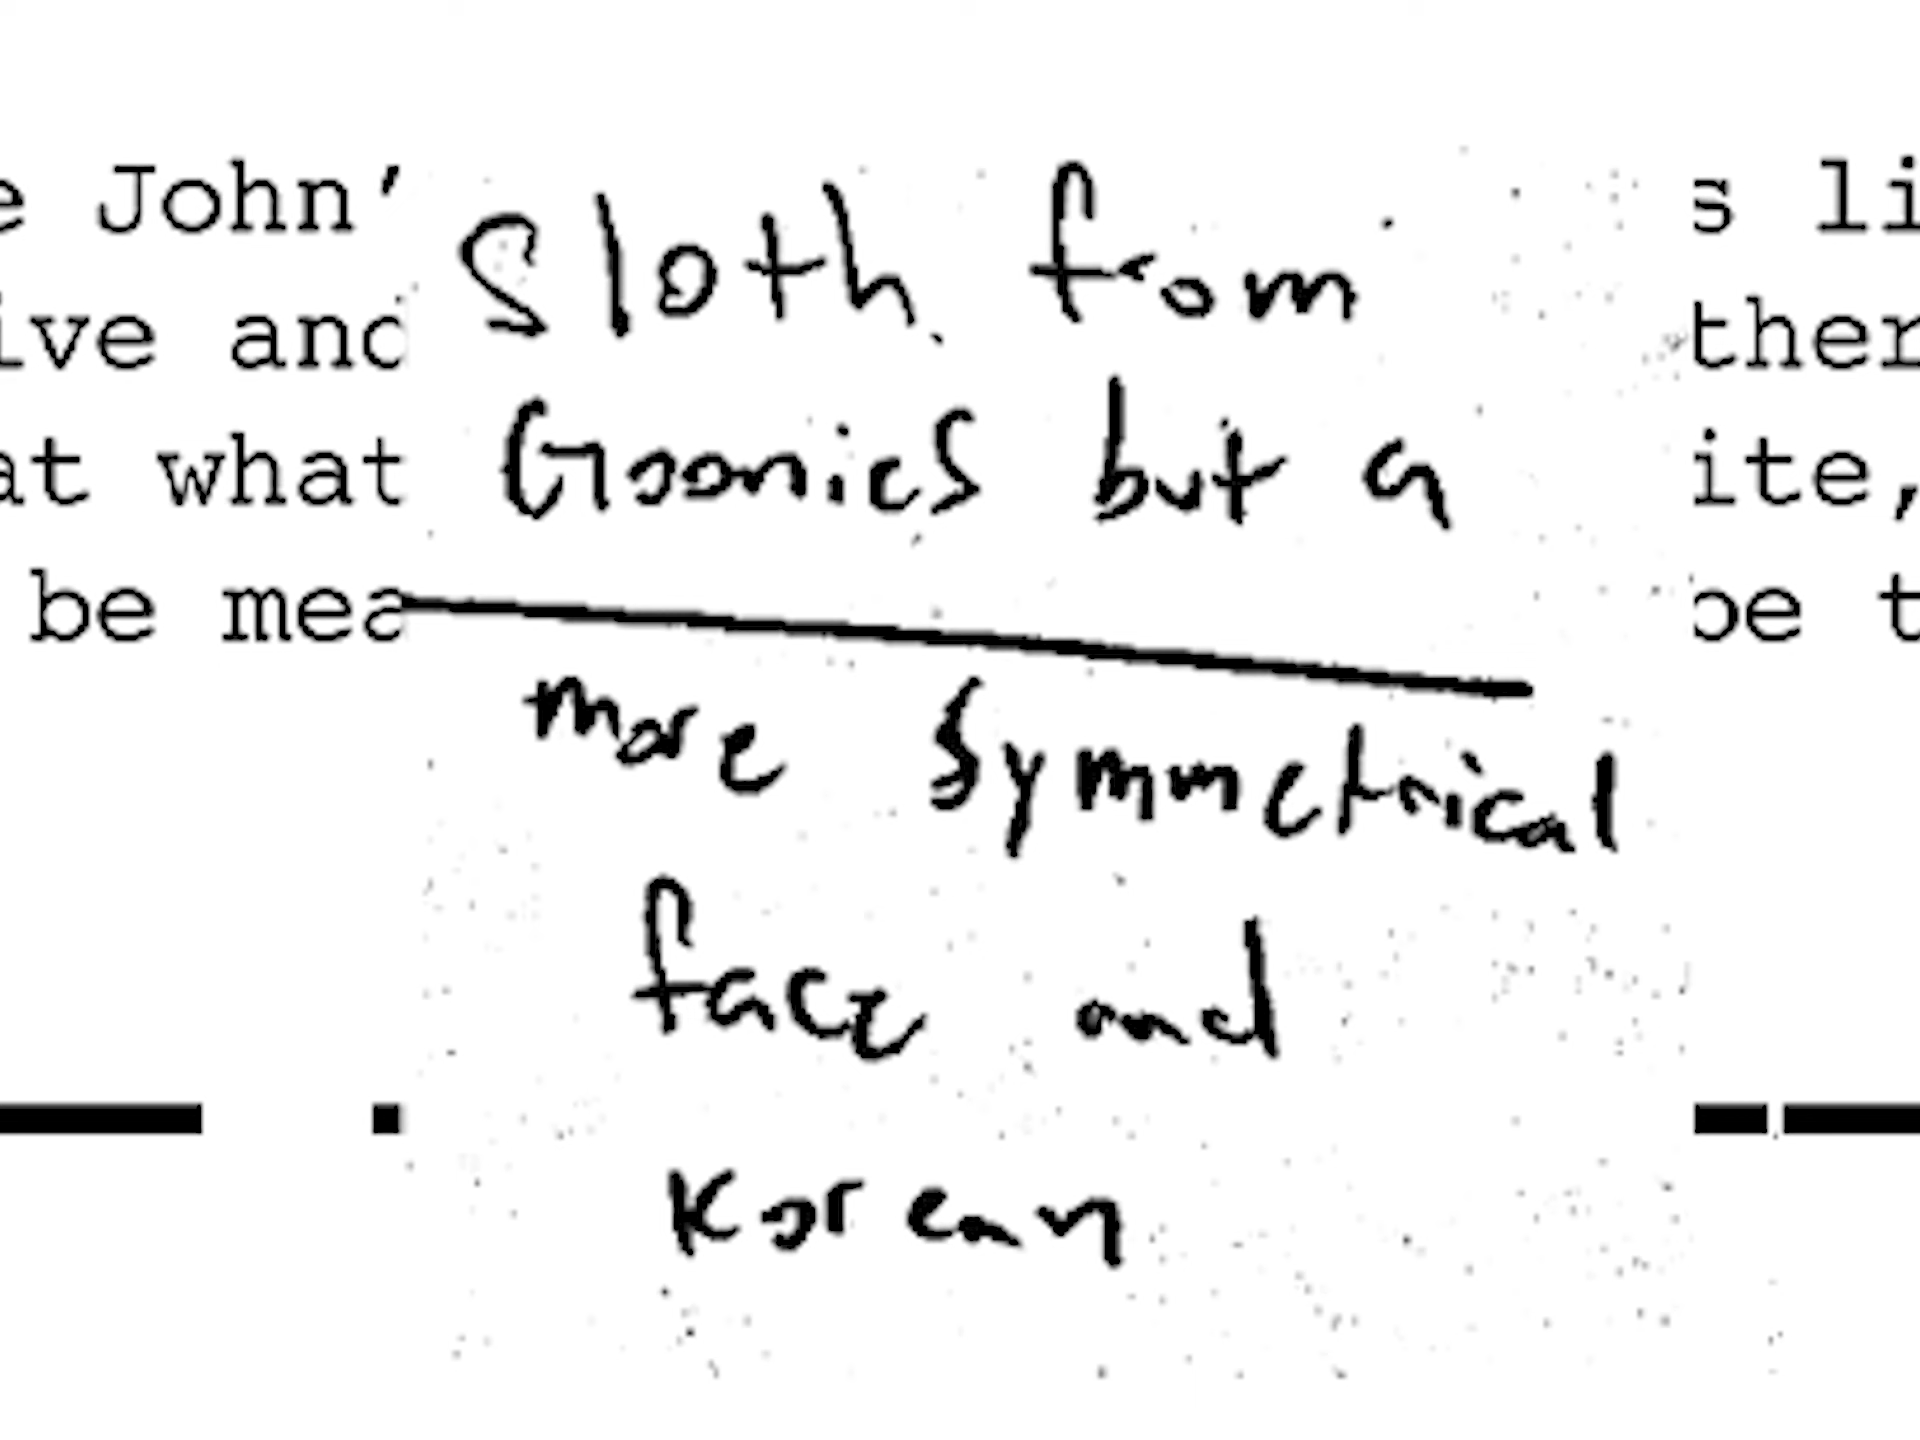 e John' s li
ive and ther
at what ite,
be mea be t
Sloth from
Goonies but a
more Symmetrical
face and
Korean